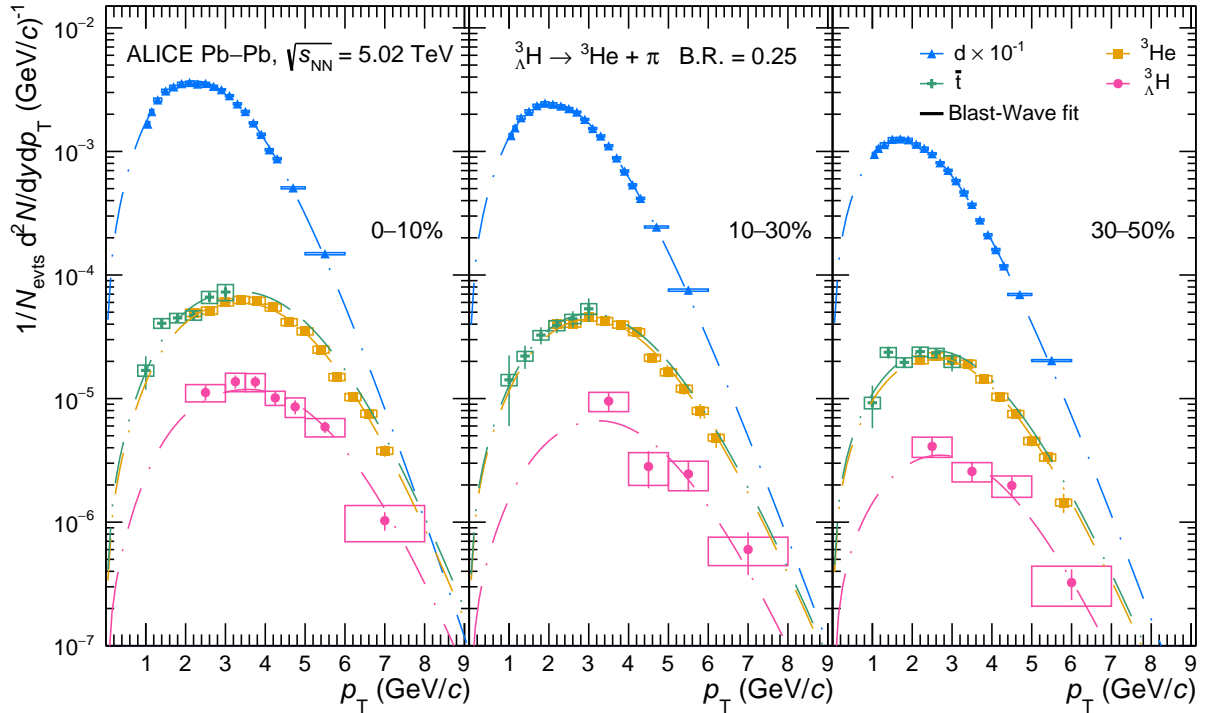 ALICE Pb–Pb, √s_NN = 5.02 TeV
³_ΛH → ³He + π B.R. = 0.25
d × 10⁻¹
³He
t̄
³_ΛH
Blast-Wave fit
0–10%
10–30%
30–50%
1/N_evts d²N/dydp_T (GeV/c)⁻¹
10⁻²
10⁻³
10⁻⁴
10⁻⁵
10⁻⁶
10⁻⁷
1 2 3 4 5 6 7 8 9
1 2 3 4 5 6 7 8 9
1 2 3 4 5 6 7 8 9
p_T (GeV/c)
p_T (GeV/c)
p_T (GeV/c)